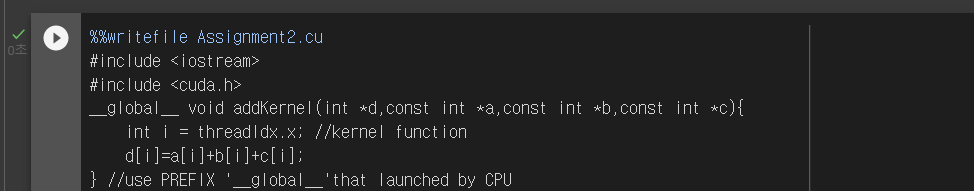 0초
%%writefile Assignment2.cu
#include <iostream>
#include <cuda.h>
__global__ void addKernel(int *d,const int *a,const int *b,const int *c){
    int i = threadIdx.x; //kernel function
    d[i]=a[i]+b[i]+c[i];
} //use PREFIX '__global__'that launched by CPU